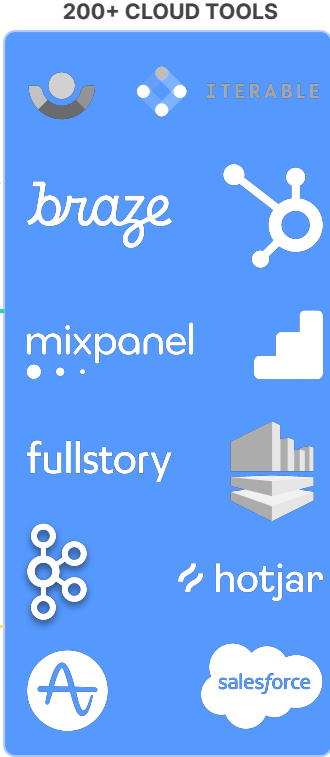 200+ CLOUD TOOLS
ITERABLE
braze
mixpanel
fullstory
hotjar
salesforce